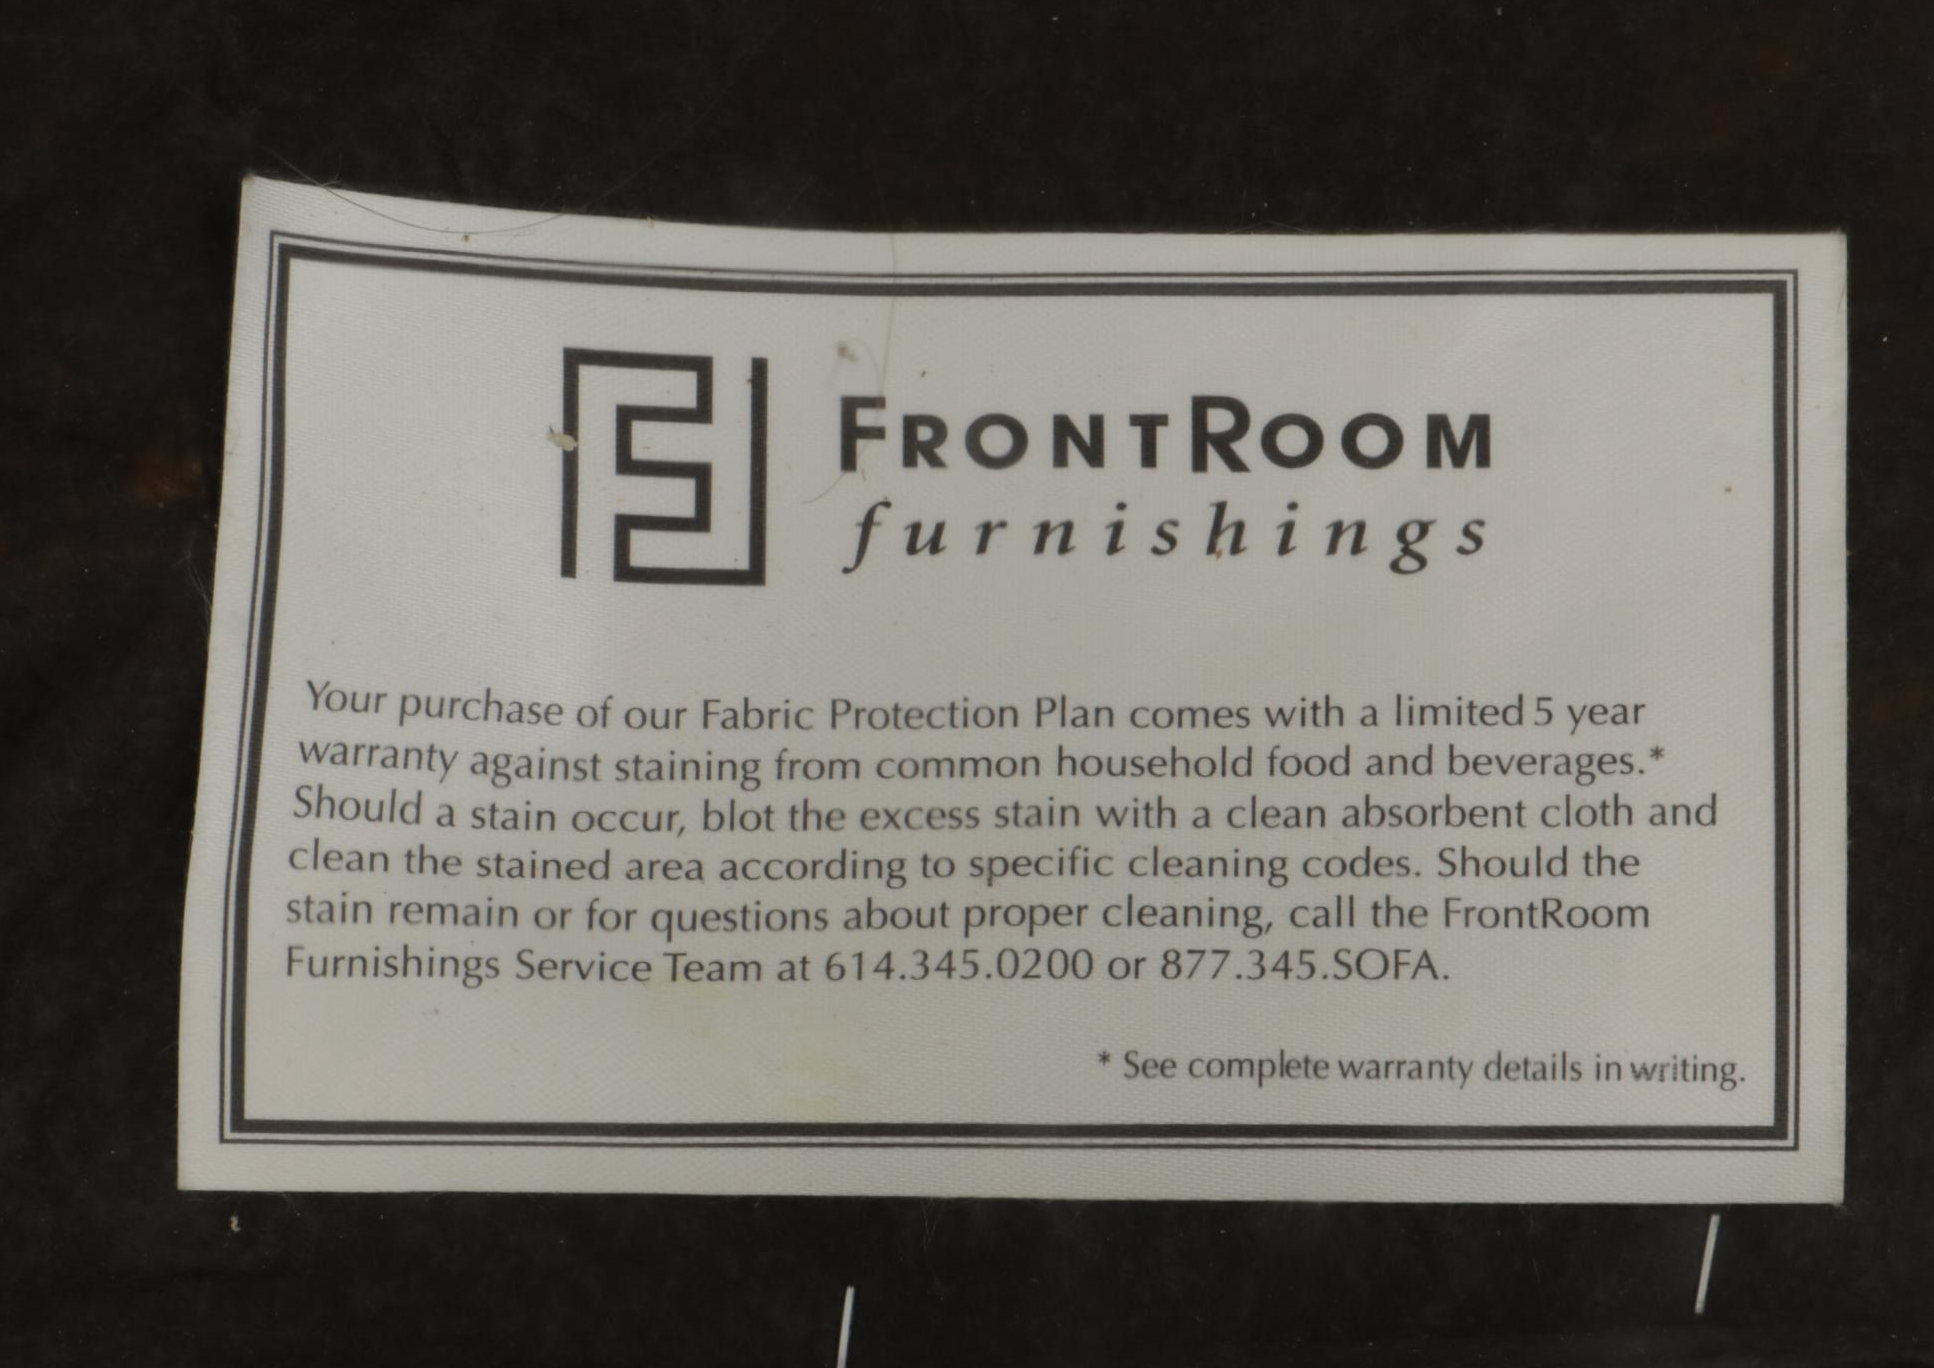 FRONTROOM
furnishings
Your purchase of our Fabric Protection Plan comes with a limited 5 year
warranty against staining from common household food and beverages.*
Should a stain occur, blot the excess stain with a clean absorbent cloth and
clean the stained area according to specific cleaning codes. Should the
stain remain or for questions about proper cleaning, call the FrontRoom
Furnishings Service Team at 614.345.0200 or 877.345.SOFA.
* See complete warranty details in writing.